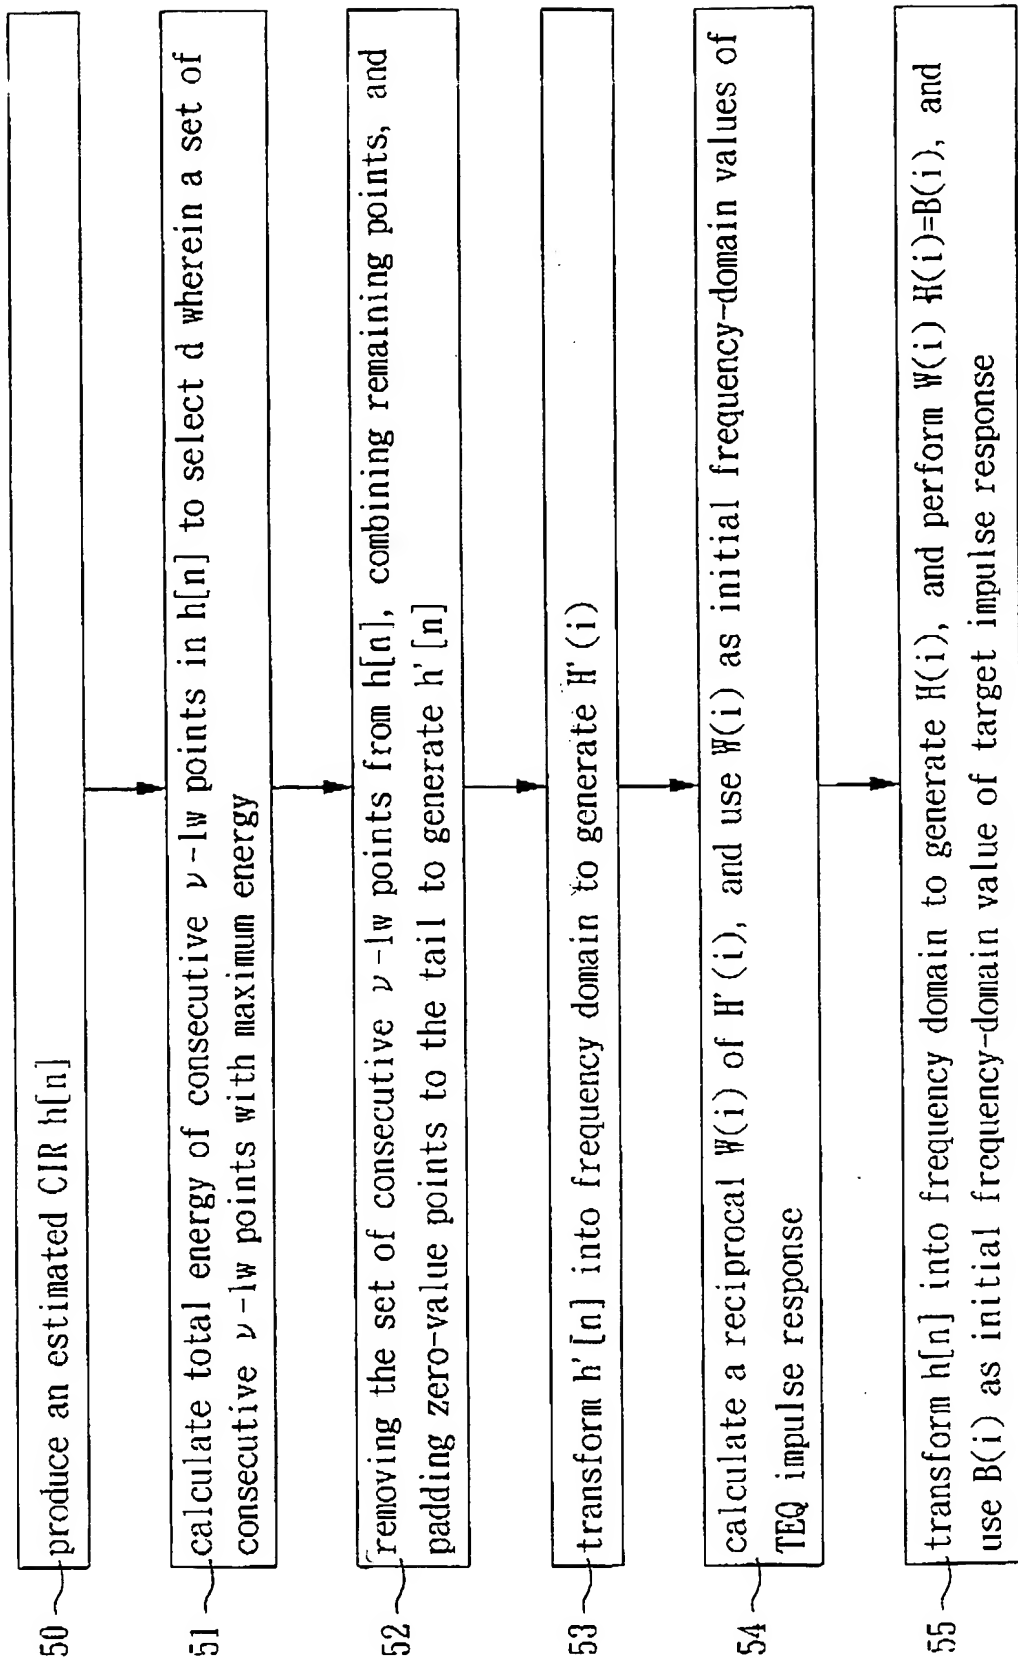 50
produce an estimated CIR h[n]
51
calculate total energy of consecutive ν-lw points in h[n] to select d wherein a set of
consecutive ν-lw points with maximum energy
52
removing the set of consecutive ν-lw points from h[n], combining remaining points, and
padding zero-value points to the tail to generate h'[n]
53
transform h'[n] into frequency domain to generate H'(i)
54
calculate a reciprocal W(i) of H'(i), and use W(i) as initial frequency-domain values of
TEQ impulse response
55
transform h[n] into frequency domain to generate H(i), and perform W(i)·H(i)=B(i), and
use B(i) as initial frequency-domain value of target impulse response